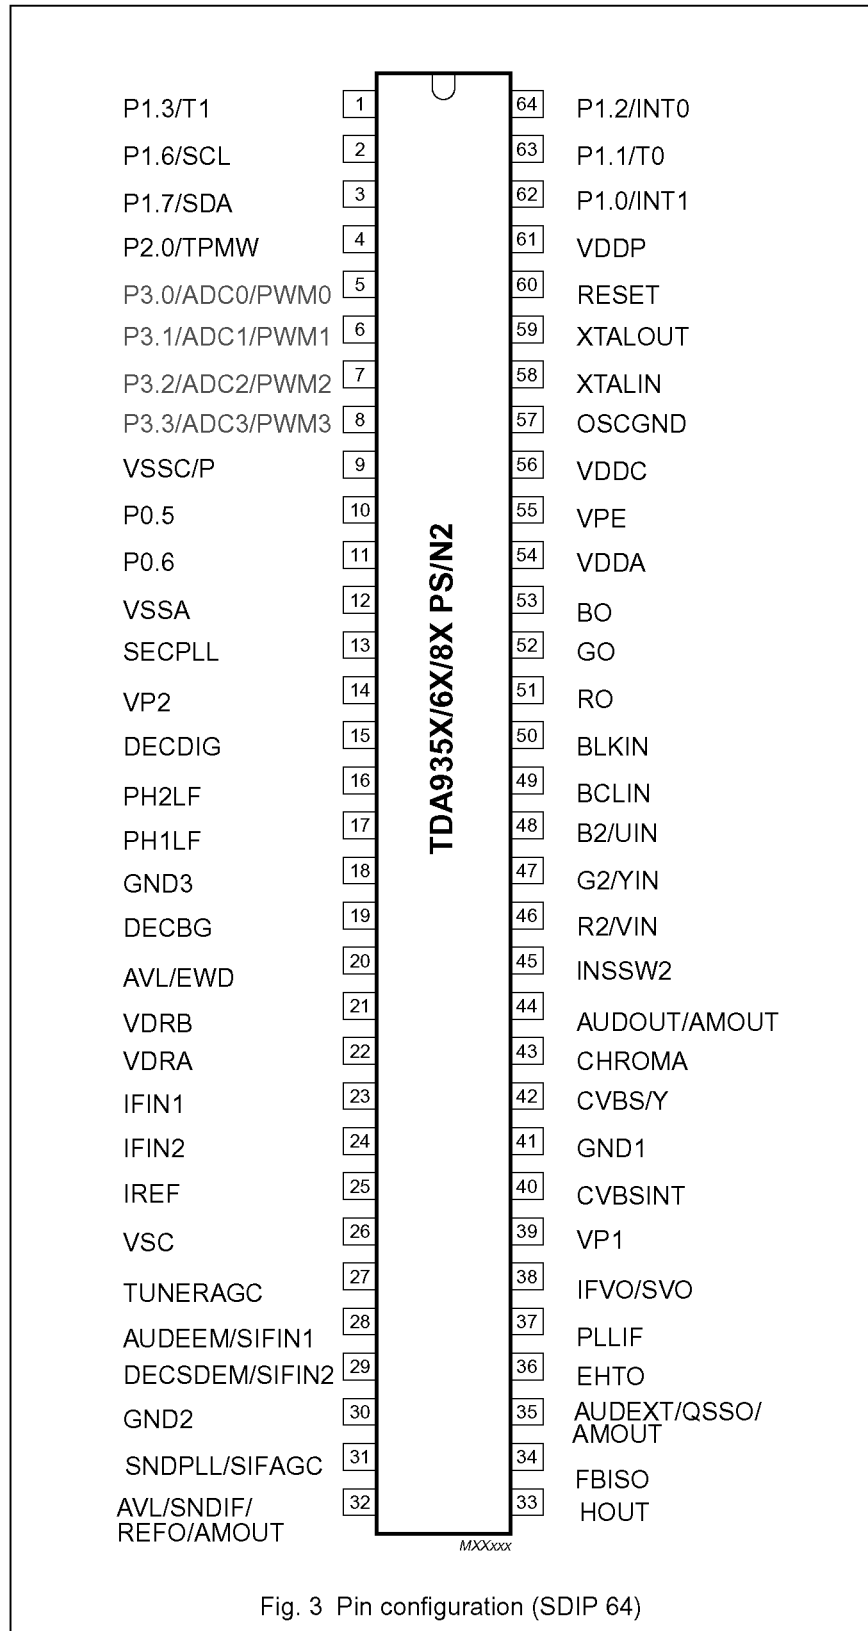 P1.3/T1 1 64 P1.2/INT0
P1.6/SCL 2 63 P1.1/T0
P1.7/SDA 3 62 P1.0/INT1
P2.0/TPMW 4 61 VDDP
P3.0/ADC0/PWM0 5 60 RESET
P3.1/ADC1/PWM1 6 59 XTALOUT
P3.2/ADC2/PWM2 7 58 XTALIN
P3.3/ADC3/PWM3 8 57 OSCGND
VSSC/P 9 56 VDDC
P0.5 10 55 VPE
P0.6 11 54 VDDA
VSSA 12 53 BO
SECPLL 13 52 GO
VP2 14 51 RO
DECDIG 15 50 BLKIN
PH2LF 16 49 BCLIN
PH1LF 17 48 B2/UIN
GND3 18 47 G2/YIN
DECBG 19 46 R2/VIN
AVL/EWD 20 45 INSSW2
VDRB 21 44 AUDOUT/AMOUT
VDRA 22 43 CHROMA
IFIN1 23 42 CVBS/Y
IFIN2 24 41 GND1
IREF 25 40 CVBSINT
VSC 26 39 VP1
TUNERAGC 27 38 IFVO/SVO
AUDEEM/SIFIN1 28 37 PLLIF
DECSDEM/SIFIN2 29 36 EHTO
GND2 30 35 AUDEXT/QSSO/
AMOUT
SNDPLL/SIFAGC 31 34 FBISO
AVL/SNDIF/ 32 33 HOUT
REFO/AMOUT
TDA935X/6X/8X PS/N2
MXXxxx
Fig. 3 Pin configuration (SDIP 64)